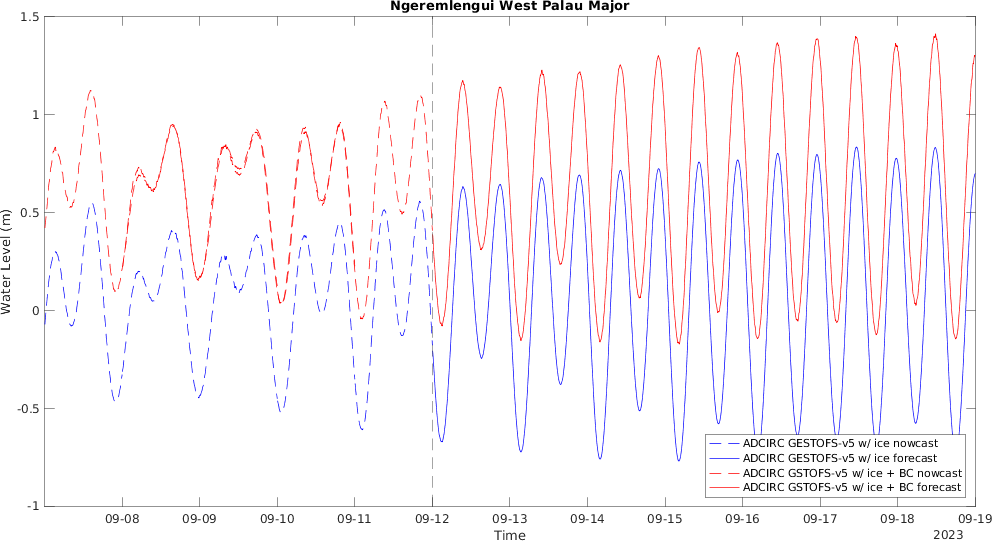 Ngeremlengui West Palau Major
1.5
1
0.5
0
-0.5
-1
Water Level (m)
09-08
09-09
09-10
09-11
09-12
09-13
09-14
09-15
09-16
09-17
09-18
09-19
Time
2023
ADCIRC GESTOFS-v5 w/ ice nowcast
ADCIRC GESTOFS-v5 w/ ice forecast
ADCIRC GSTOFS-v5 w/ ice + BC nowcast
ADCIRC GSTOFS-v5 w/ ice + BC forecast